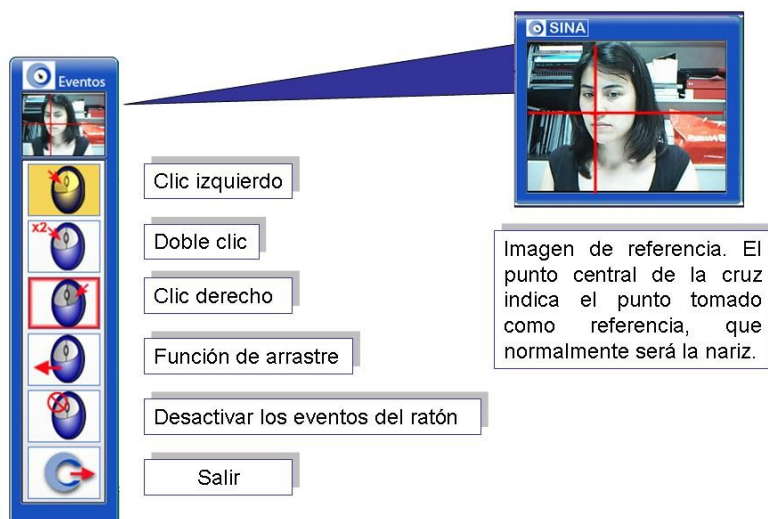 Eventos
x2
Clic izquierdo
Doble clic
Clic derecho
Función de arrastre
Desactivar los eventos del ratón
Salir
SINA
Imagen de referencia. El
punto central de la cruz
indica el punto tomado
como referencia, que
normalmente será la nariz.